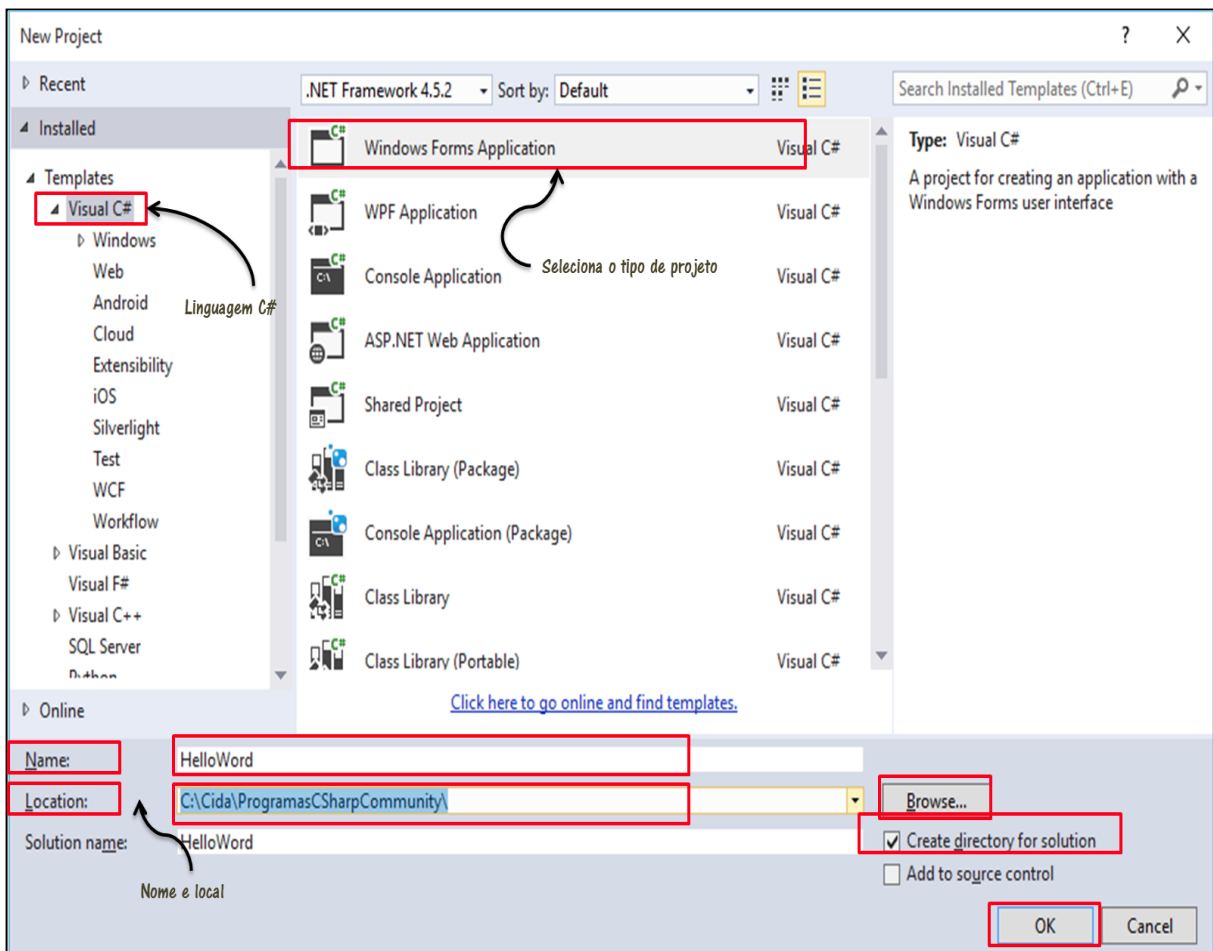 New Project
?
X
Recent
.NET Framework 4.5.2
Sort by:
Default
Search Installed Templates (Ctrl+E)
Installed
Templates
Visual C#
Windows
Web
Android
Cloud
Extensibility
iOS
Silverlight
Test
WCF
Workflow
Visual Basic
Visual F#
Visual C++
SQL Server
Python
Online
Linguagem C#
C# Windows Forms Application Visual C#
C# WPF Application Visual C#
Seleciona o tipo de projeto
C# C:\ Console Application Visual C#
C# ASP.NET Web Application Visual C#
C# Shared Project Visual C#
Class Library (Package) Visual C#
C:\ Console Application (Package) Visual C#
C# Class Library Visual C#
C# Class Library (Portable) Visual C#
Click here to go online and find templates.
Type: Visual C#
A project for creating an application with a
Windows Forms user interface
Name: HelloWord
Location: C:\Cida\ProgramasCSharpCommunity\
Browse...
Solution name: HelloWord
Create directory for solution
Add to source control
Nome e local
OK
Cancel